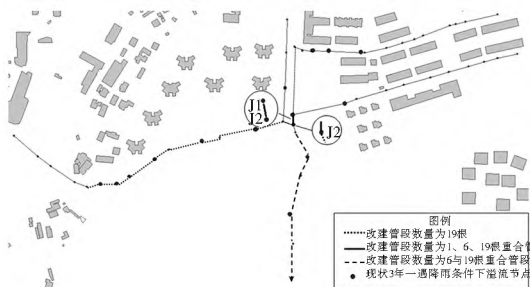 J1
J2
J2
图例
改建管段数量为19根
改建管段数量为1、6、19根重合管
改建管段数量为6与19根重合管段
现状3年一遇降雨条件下溢流节点